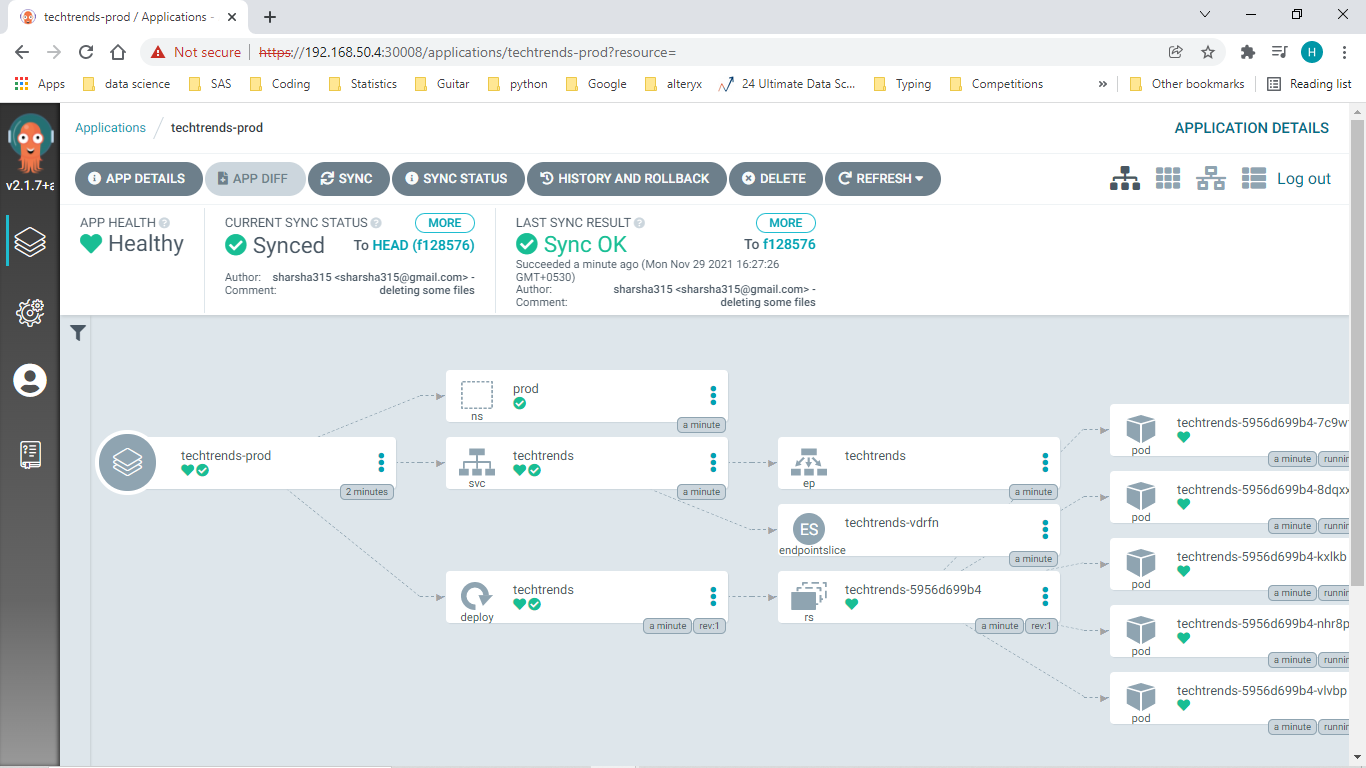 techtrends-prod / Applications -
Not secure https://192.168.50.4:30008/applications/techtrends-prod?resource=
H
Apps data science SAS Coding Statistics Guitar python Google alteryx 24 Ultimate Data Sc... Typing Competitions » Other bookmarks Reading list
v2.1.7+a
Applications / techtrends-prod
APPLICATION DETAILS
APP DETAILS APP DIFF SYNC SYNC STATUS HISTORY AND ROLLBACK DELETE REFRESH Log out
APP HEALTH
Healthy
CURRENT SYNC STATUS MORE
Synced To HEAD (f128576)
Author: sharsha315 <sharsha315@gmail.com> -
Comment: deleting some files
LAST SYNC RESULT MORE
Sync OK To f128576
Succeeded a minute ago (Mon Nov 29 2021 16:27:26
GMT+0530)
Author: sharsha315 <sharsha315@gmail.com> -
Comment: deleting some files
techtrends-prod
2 minutes
prod
ns
a minute
techtrends
svc
a minute
techtrends
deploy
a minute rev:1
techtrends
ep
a minute
ES
techtrends-vdrfn
endpointslice
a minute
techtrends-5956d699b4
rs
a minute rev:1
techtrends-5956d699b4-7c9w
pod
a minute runnin
techtrends-5956d699b4-8dqxx
pod
a minute runnin
techtrends-5956d699b4-kxlkb
pod
a minute runnin
techtrends-5956d699b4-nhr8p
pod
a minute runnin
techtrends-5956d699b4-vlvbp
pod
a minute runnin